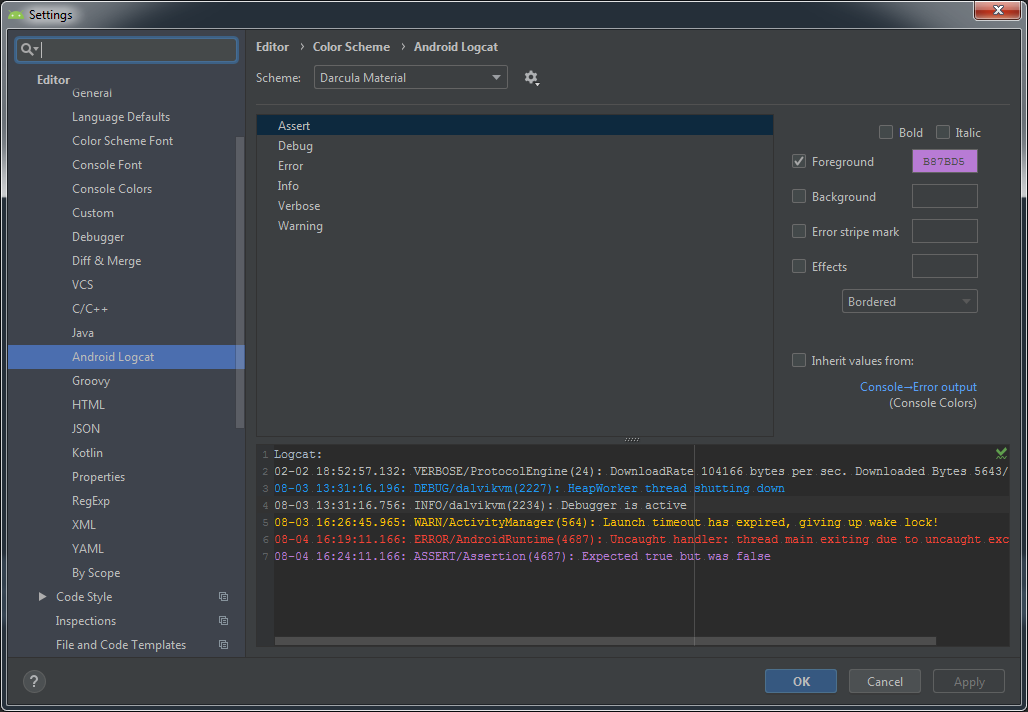 Settings
Editor
General
Language Defaults
Color Scheme Font
Console Font
Console Colors
Custom
Debugger
Diff & Merge
VCS
C/C++
Java
Android Logcat
Groovy
HTML
JSON
Kotlin
Properties
RegExp
XML
YAML
By Scope
Code Style
Inspections
File and Code Templates
Editor › Color Scheme › Android Logcat
Scheme: Darcula Material
Assert
Debug
Error
Info
Verbose
Warning
Bold Italic
Foreground B87BD5
Background
Error stripe mark
Effects
Bordered
Inherit values from:
Console→Error output
(Console Colors)
1 Logcat:
2 02-02 18:52:57.132: VERBOSE/ProtocolEngine(24): DownloadRate 104166 bytes per sec. Downloaded Bytes 5643/
3 08-03 13:31:16.196: DEBUG/dalvikvm(2227): HeapWorker thread shutting down
4 08-03 13:31:16.756: INFO/dalvikvm(2234): Debugger is active
5 08-03 16:26:45.965: WARN/ActivityManager(564): Launch timeout has expired, giving up wake lock!
6 08-04 16:19:11.166: ERROR/AndroidRuntime(4687): Uncaught handler: thread main exiting due to uncaught exc
7 08-04 16:24:11.166: ASSERT/Assertion(4687): Expected true but was false
?
OK Cancel Apply